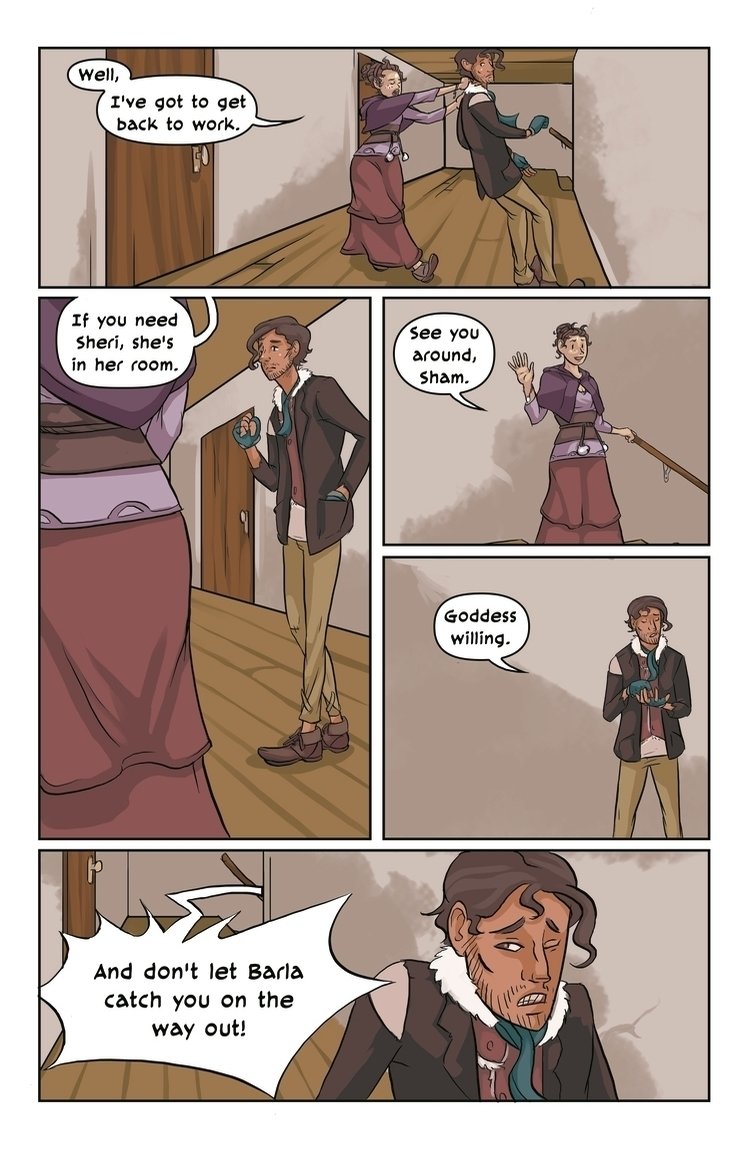 Well,
I've got to get
back to work.
If you need
Sheri, she's
in her room.
See you
around,
Sham.
Goddess
willing.
And don't let Barla
catch you on the
way out!